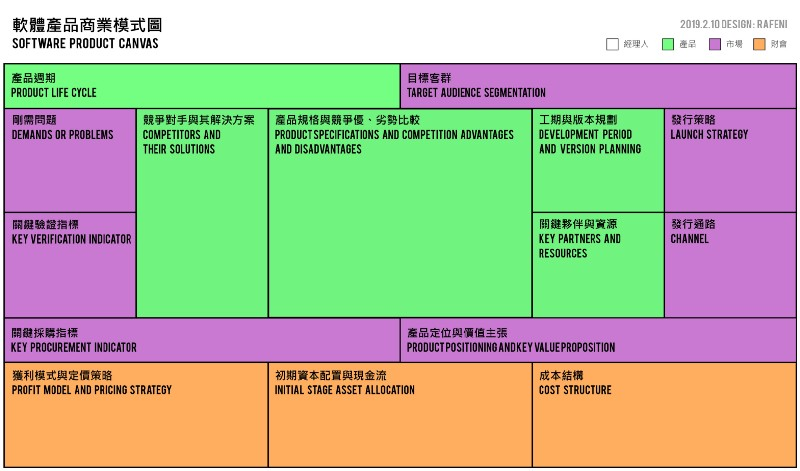 軟體產品商業模式圖
SOFTWARE PRODUCT CANVAS
2019.2.10 DESIGN: RAFENI
經理人 產品 市場 財會
產品週期
PRODUCT LIFE CYCLE
目標客群
TARGET AUDIENCE SEGMENTATION
剛需問題
DEMANDS OR PROBLEMS
競爭對手與其解決方案
COMPETITORS AND
THEIR SOLUTIONS
產品規格與競爭優、劣勢比較
PRODUCT SPECIFICATIONS AND COMPETITION ADVANTAGES
AND DISADVANTAGES
工期與版本規劃
DEVELOPMENT PERIOD
AND VERSION PLANNING
發行策略
LAUNCH STRATEGY
關鍵驗證指標
KEY VERIFICATION INDICATOR
關鍵夥伴與資源
KEY PARTNERS AND
RESOURCES
發行通路
CHANNEL
關鍵採購指標
KEY PROCUREMENT INDICATOR
產品定位與價值主張
PRODUCT POSITIONING AND KEY VALUE PROPOSITION
獲利模式與定價策略
PROFIT MODEL AND PRICING STRATEGY
初期資本配置與現金流
INITIAL STAGE ASSET ALLOCATION
成本結構
COST STRUCTURE